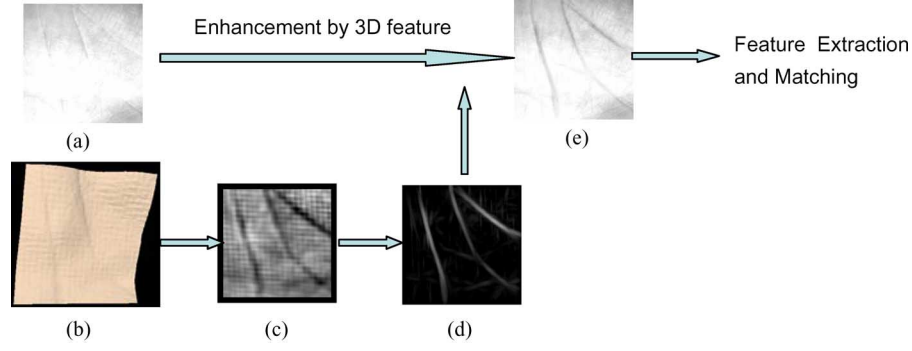 Enhancement by 3D feature
Feature Extraction
and Matching
(a)
(e)
(b)
(c)
(d)